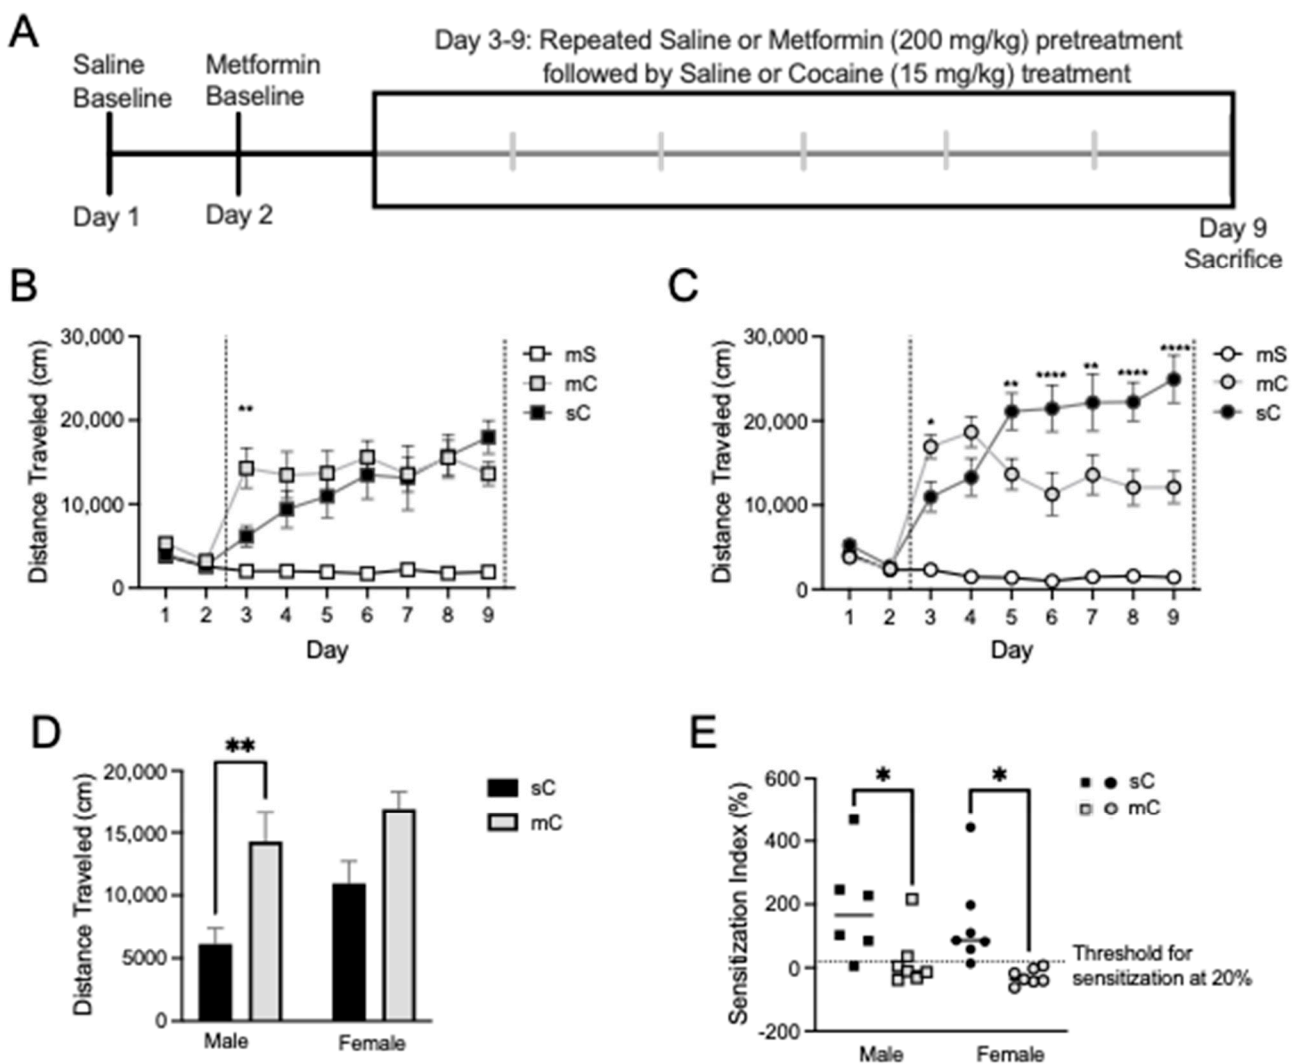 A
Day 3-9: Repeated Saline or Metformin (200 mg/kg) pretreatment
followed by Saline or Cocaine (15 mg/kg) treatment
Saline
Baseline
Metformin
Baseline
Day 1
Day 2
Day 9
Sacrifice
B
Distance Traveled (cm)
30,000
20,000
10,000
0
**
1 2 3 4 5 6 7 8 9
Day
mS
mC
sC
C
Distance Traveled (cm)
30,000
20,000
10,000
0
* ** **** ** **** ****
1 2 3 4 5 6 7 8 9
Day
mS
mC
sC
D
Distance Traveled (cm)
20,000
15,000
10,000
5000
0
**
Male Female
sC
mC
E
Sensitization Index (%)
600
400
200
0
-200
* *
Male Female
sC
mC
Threshold for
sensitization at 20%